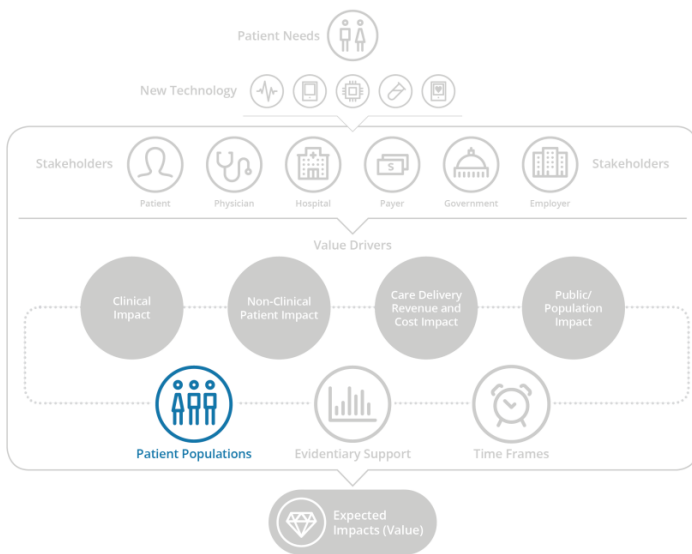 Patient Needs
New Technology
Stakeholders
Stakeholders
Patient
Physician
Hospital
$
Payer
Government
Employer
Value Drivers
Clinical
Impact
Non-Clinical
Patient Impact
Care Delivery
Revenue and
Cost Impact
Public/
Population
Impact
Patient Populations
Evidentiary Support
Time Frames
Expected
Impacts (Value)